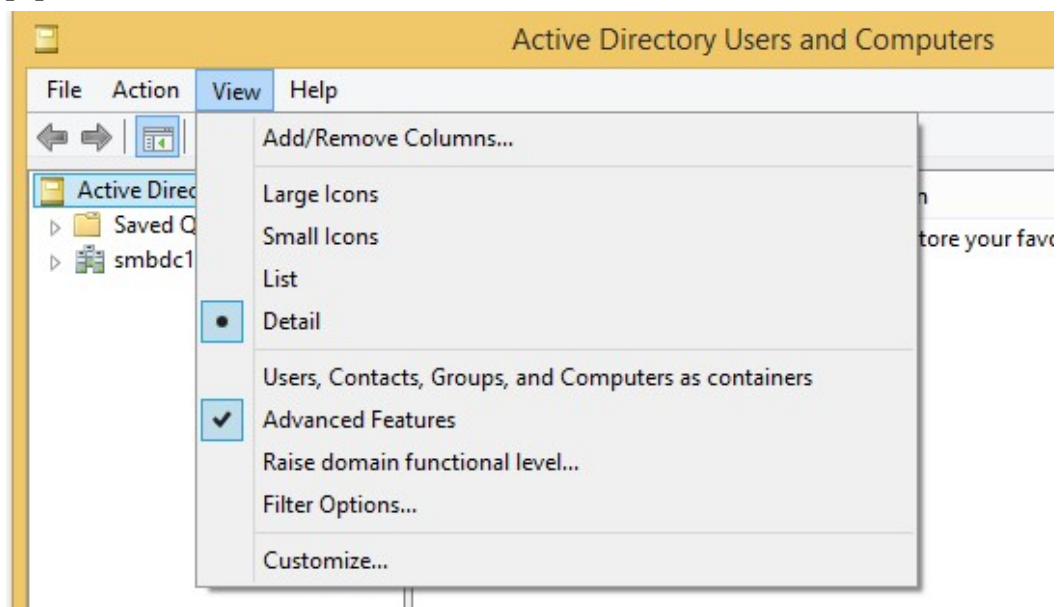 Active Directory Users and Computers
File Action View Help
Add/Remove Columns...
Active Direc
Large Icons
Saved Q
Small Icons
tore your favo
smbdc1
List
Detail
Users, Contacts, Groups, and Computers as containers
Advanced Features
Raise domain functional level...
Filter Options...
Customize...